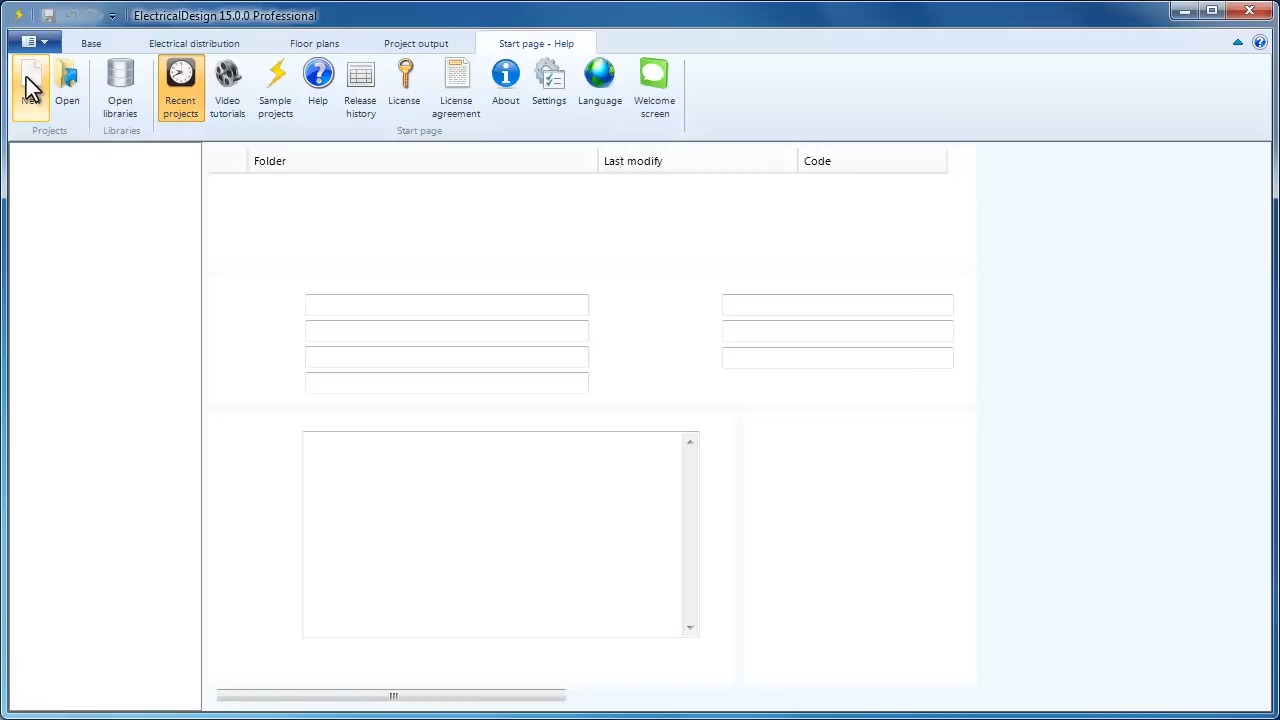 ElectricalDesign 15.0.0 Professional
Base
Electrical distribution
Floor plans
Project output
Start page - Help
New
Open
Open libraries
Recent projects
Video tutorials
Sample projects
Help
Release history
License
License agreement
About
Settings
Language
Welcome screen
Projects
Libraries
Start page
Folder
Last modify
Code